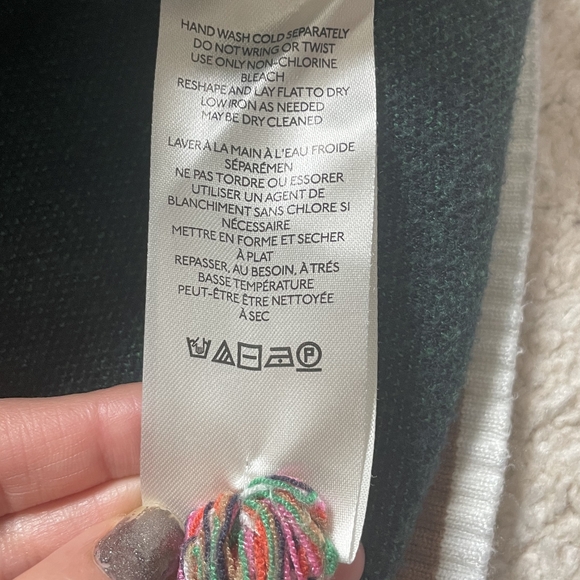 HAND WASH COLD SEPARATELY
DO NOT WRING OR TWIST
USE ONLY NON-CHLORINE
BLEACH
RESHAPE AND LAY FLAT TO DRY
LOW IRON AS NEEDED
MAY BE DRY CLEANED
LAVER À LA MAIN À L'EAU FROIDE
SÉPARÉMEN
NE PAS TORDRE OU ESSORER
UTILISER UN AGENT DE
BLANCHIMENT SANS CHLORE SI
NÉCESSAIRE
METTRE EN FORME ET SECHER
À PLAT
REPASSER, AU BESOIN, À TRÉS
BASSE TEMPÉRATURE
PEUT-ÊTRE ÊTRE NETTOYÉE
À SEC
P